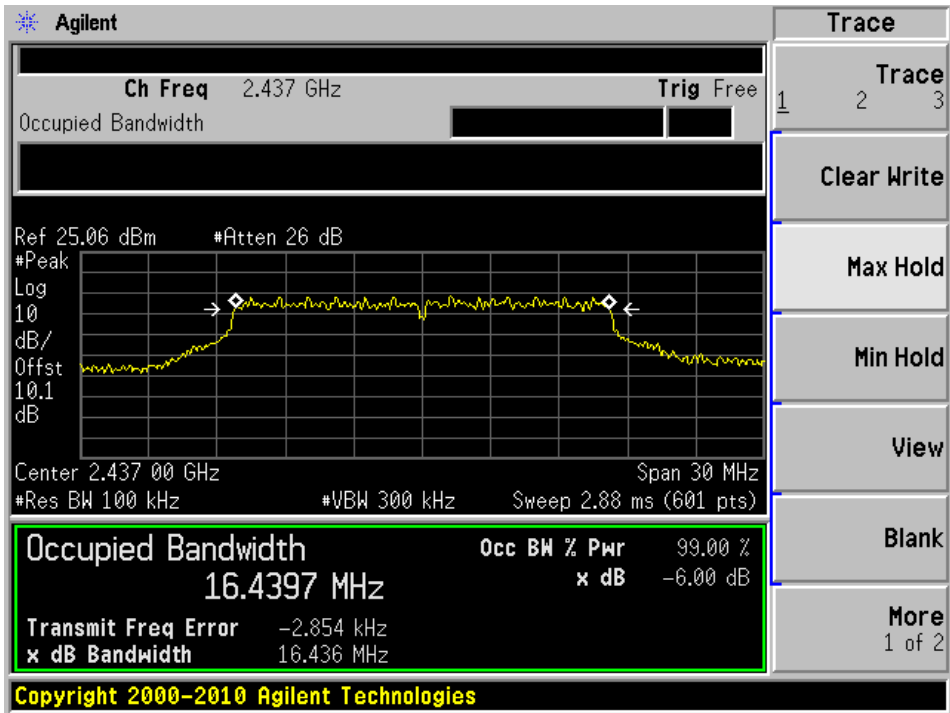 Agilent
Trace
Ch Freq 2.437 GHz Trig Free
Occupied Bandwidth
Trace
1 2 3
Clear Write
Max Hold
Min Hold
View
Blank
More
1 of 2
Ref 25.06 dBm #Atten 26 dB
#Peak
Log
10
dB/
Offst
10.1
dB
Center 2.437 00 GHz Span 30 MHz
#Res BW 100 kHz #VBW 300 kHz Sweep 2.88 ms (601 pts)
Occupied Bandwidth Occ BW % Pwr 99.00 %
16.4397 MHz x dB -6.00 dB
Transmit Freq Error -2.854 kHz
x dB Bandwidth 16.436 MHz
Copyright 2000-2010 Agilent Technologies